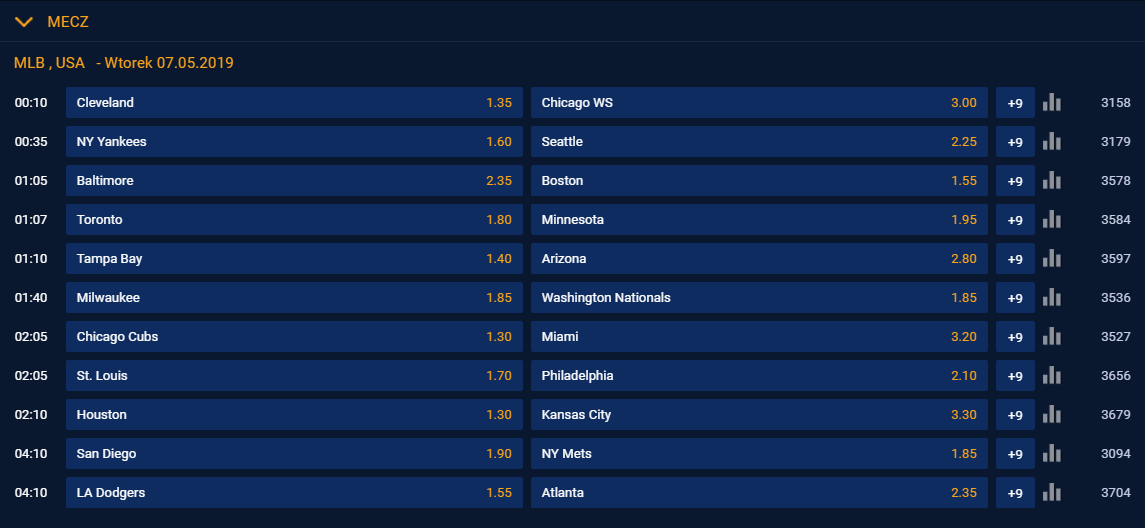 MECZ
MLB , USA - Wtorek 07.05.2019
00:10 Cleveland 1.35 Chicago WS 3.00 +9 3158
00:35 NY Yankees 1.60 Seattle 2.25 +9 3179
01:05 Baltimore 2.35 Boston 1.55 +9 3578
01:07 Toronto 1.80 Minnesota 1.95 +9 3584
01:10 Tampa Bay 1.40 Arizona 2.80 +9 3597
01:40 Milwaukee 1.85 Washington Nationals 1.85 +9 3536
02:05 Chicago Cubs 1.30 Miami 3.20 +9 3527
02:05 St. Louis 1.70 Philadelphia 2.10 +9 3656
02:10 Houston 1.30 Kansas City 3.30 +9 3679
04:10 San Diego 1.90 NY Mets 1.85 +9 3094
04:10 LA Dodgers 1.55 Atlanta 2.35 +9 3704